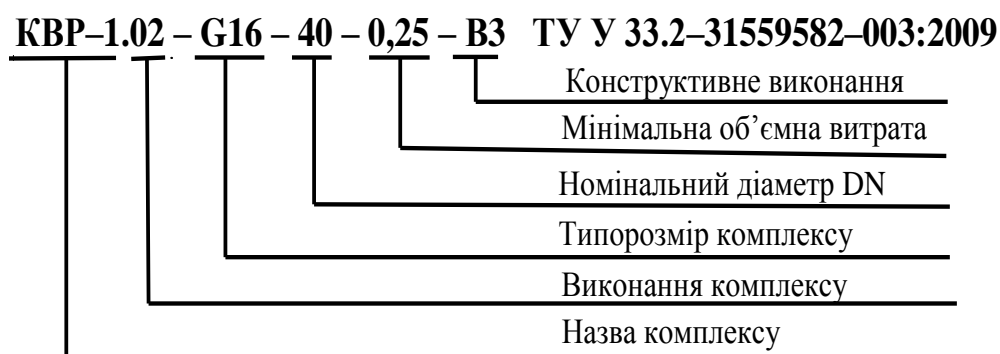 КВР–1.02 – G16 – 40 – 0,25 – В3 ТУ У 33.2–31559582–003:2009
Конструктивне виконання
Мінімальна об’ємна витрата
Номінальний діаметр DN
Типорозмір комплексу
Виконання комплексу
Назва комплексу